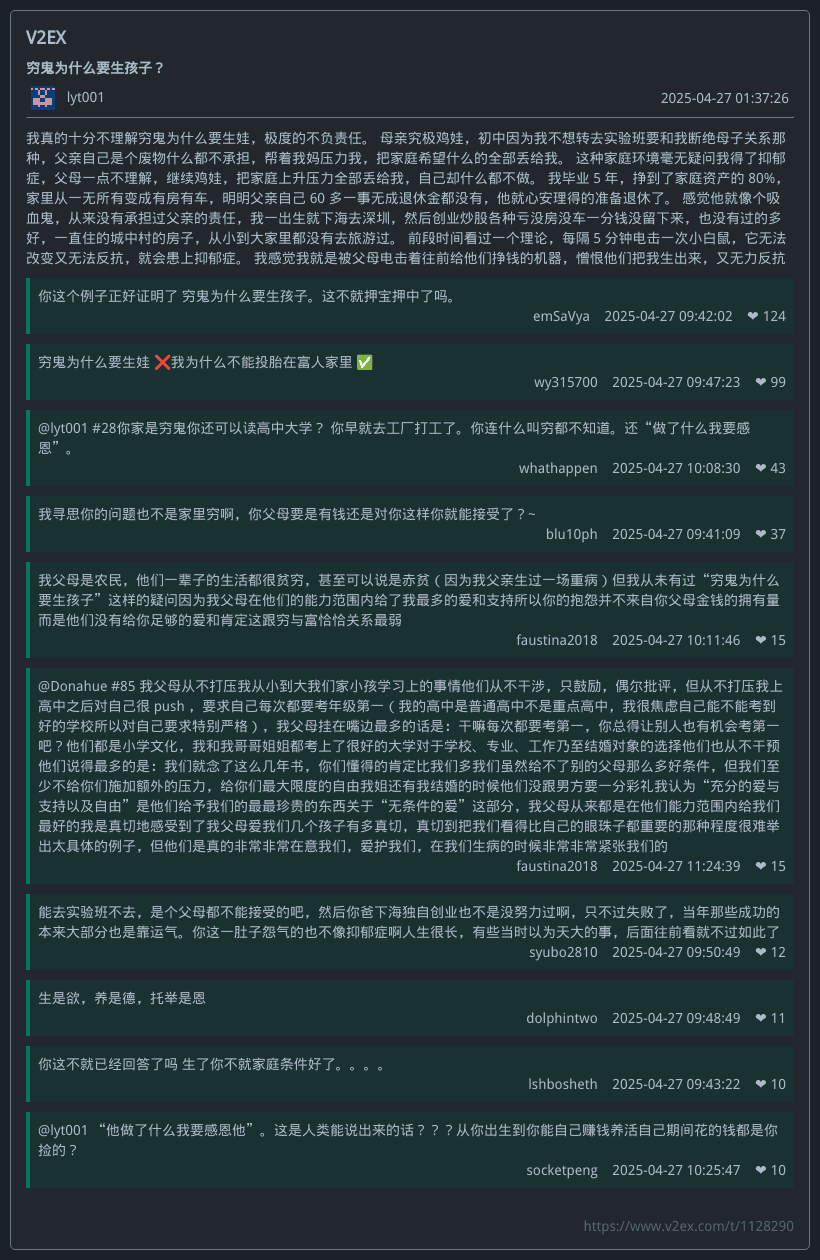 V2EX
穷鬼为什么要生孩子？
lyt001
2025-04-27 01:37:26
我真的十分不理解穷鬼为什么要生娃，极度的不负责任。 母亲究极鸡娃，初中因为我不想转去实验班要和我断绝母子关系那
种，父亲自己是个废物什么都不承担，帮着我妈压力我，把家庭希望什么的全部丢给我。 这种家庭环境毫无疑问我得了抑郁
症，父母一点不理解，继续鸡娃，把家庭上升压力全部丢给我，自己却什么都不做。 我毕业 5 年，挣到了家庭资产的 80%，
家里从一无所有变成有房有车，明明父亲自己 60 多一事无成退休金都没有，他就心安理得的准备退休了。 感觉他就像个吸
血鬼，从来没有承担过父亲的责任，我一出生就下海去深圳，然后创业炒股各种亏没房没车一分钱没留下来，也没有过的多
好，一直住的城中村的房子，从小到大家里都没有去旅游过。 前段时间看过一个理论，每隔 5 分钟电击一次小白鼠，它无法
改变又无法反抗，就会患上抑郁症。 我感觉我就是被父母电击着往前给他们挣钱的机器，憎恨他们把我生出来，又无力反抗
你这个例子正好证明了 穷鬼为什么要生孩子。这不就押宝押中了吗。
emSaVya 2025-04-27 09:42:02 ❤ 124
穷鬼为什么要生娃 ❌我为什么不能投胎在富人家里 ✅
wy315700 2025-04-27 09:47:23 ❤ 99
@lyt001 #28你家是穷鬼你还可以读高中大学？ 你早就去工厂打工了。你连什么叫穷都不知道。还“做了什么我要感
恩”。
whathappen 2025-04-27 10:08:30 ❤ 43
我寻思你的问题也不是家里穷啊，你父母要是有钱还是对你这样你就能接受了？~
blu10ph 2025-04-27 09:41:09 ❤ 37
我父母是农民，他们一辈子的生活都很贫穷，甚至可以说是赤贫（因为我父亲生过一场重病）但我从未有过“穷鬼为什么
要生孩子”这样的疑问因为我父母在他们的能力范围内给了我最多的爱和支持所以你的抱怨并不来自你父母金钱的拥有量
而是他们没有给你足够的爱和肯定这跟穷与富恰恰关系最弱
faustina2018 2025-04-27 10:11:46 ❤ 15
@Donahue #85 我父母从不打压我从小到大我们家小孩学习上的事情他们从不干涉，只鼓励，偶尔批评，但从不打压我上
高中之后对自己很 push ，要求自己每次都要考年级第一（我的高中是普通高中不是重点高中，我很焦虑自己能不能考到
好的学校所以对自己要求特别严格），我父母挂在嘴边最多的话是：干嘛每次都要考第一，你总得让别人也有机会考第一
吧？他们都是小学文化，我和我哥哥姐姐都考上了很好的大学对于学校、专业、工作乃至结婚对象的选择他们也从不干预
他们说得最多的是：我们就念了这么几年书，你们懂得的肯定比我们多我们虽然给不了别的父母那么多好条件，但我们至
少不给你们施加额外的压力，给你们最大限度的自由我姐还有我结婚的时候他们没跟男方要一分彩礼我认为“充分的爱与
支持以及自由”是他们给予我们的最最珍贵的东西关于“无条件的爱”这部分，我父母从来都是在他们能力范围内给我们
最好的我是真切地感受到了我父母爱我们几个孩子有多真切，真切到把我们看得比自己的眼珠子都重要的那种程度很难举
出太具体的例子，但他们是真的非常非常在意我们，爱护我们，在我们生病的时候非常非常紧张我们的
faustina2018 2025-04-27 11:24:39 ❤ 15
能去实验班不去，是个父母都不能接受的吧，然后你爸下海独自创业也不是没努力过啊，只不过失败了，当年那些成功的
本来大部分也是靠运气。你这一肚子怨气的也不像抑郁症啊人生很长，有些当时以为天大的事，后面往前看就不过如此了
syubo2810 2025-04-27 09:50:49 ❤ 12
生是欲，养是德，托举是恩
dolphintwo 2025-04-27 09:48:49 ❤ 11
你这不就已经回答了吗 生了你不就家庭条件好了。。。。
lshbosheth 2025-04-27 09:43:22 ❤ 10
@lyt001 “他做了什么我要感恩他”。这是人类能说出来的话？？？从你出生到你能自己赚钱养活自己期间花的钱都是你
捡的？
socketpeng 2025-04-27 10:25:47 ❤ 10
https://www.v2ex.com/t/1128290